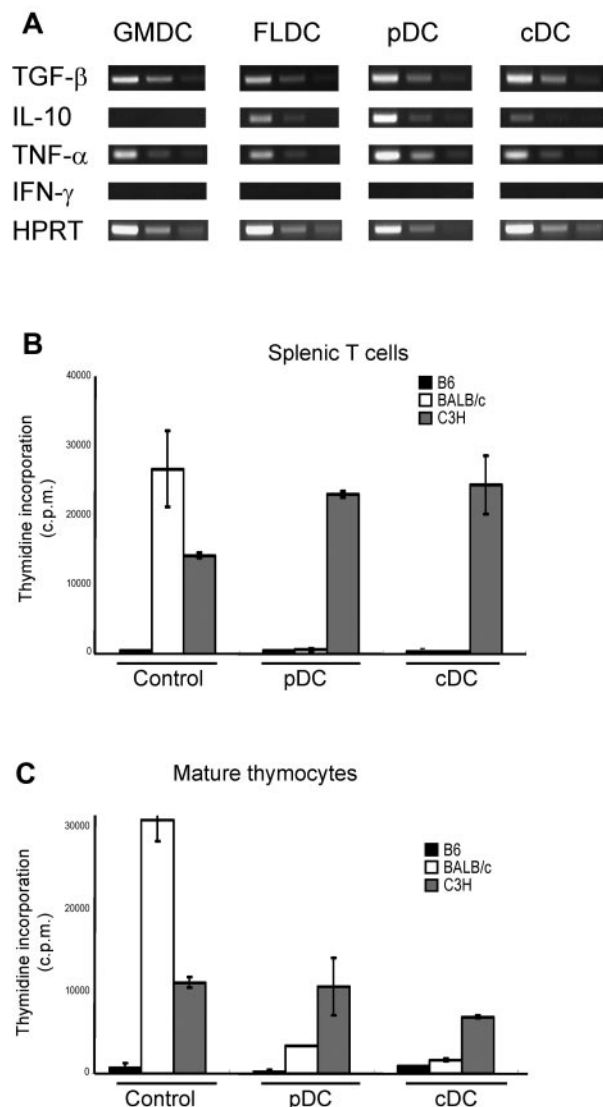 A
GMDC FLDC pDC cDC
TGF-β
IL-10
TNF-α
IFN-γ
HPRT
B
Splenic T cells
B6
BALB/c
C3H
Thymidine incorporation
(c.p.m.)
40000
30000
20000
10000
0
Control pDC cDC
C
Mature thymocytes
B6
BALB/c
C3H
Thymidine incorporation
(c.p.m.)
30000
20000
10000
0
Control pDC cDC